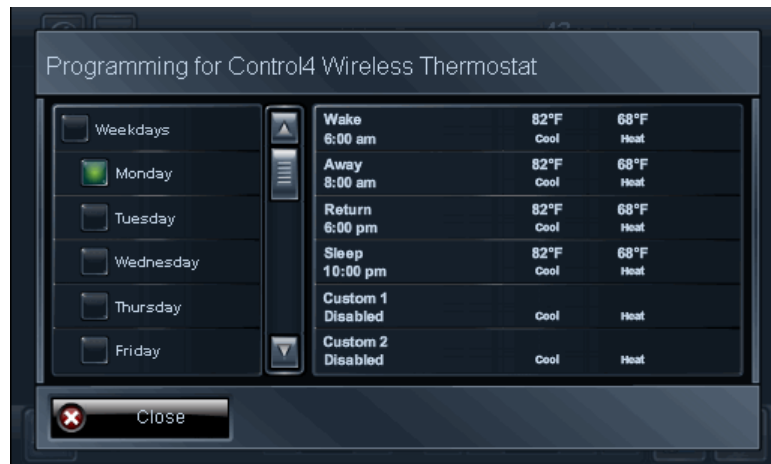 Programming for Control4 Wireless Thermostat
Weekdays
Monday
Tuesday
Wednesday
Thursday
Friday
Wake 82°F 68°F
6:00 am Cool Heat
Away 82°F 68°F
8:00 am Cool Heat
Return 82°F 68°F
6:00 pm Cool Heat
Sleep 82°F 68°F
10:00 pm Cool Heat
Custom 1
Disabled Cool Heat
Custom 2
Disabled Cool Heat
Close